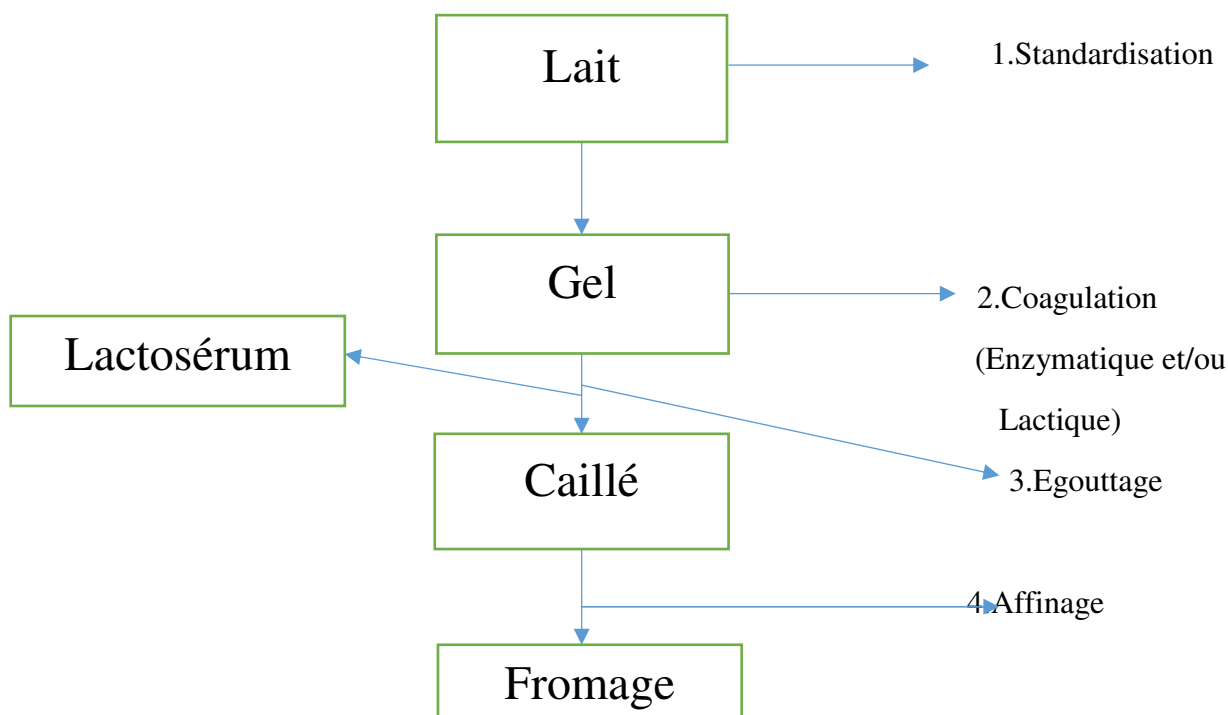 Lait
1.Standardisation
Gel
2.Coagulation
(Enzymatique et/ou
Lactique)
Lactosérum
3.Egouttage
Caillé
4.Affinage
Fromage